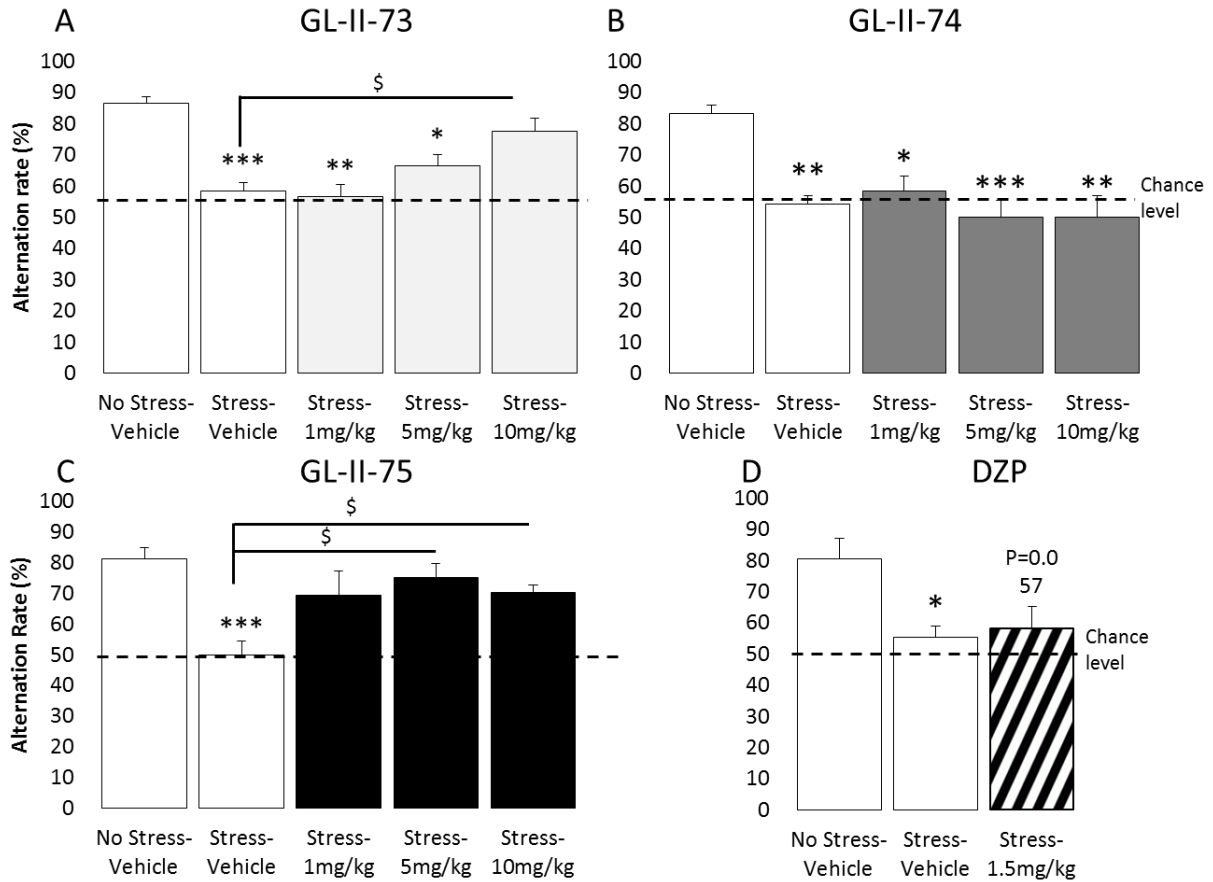 A
GL-II-73
Alternation rate (%)
100
90
80
70
60
50
40
30
20
10
0
$
***
**
*
No Stress-
Vehicle
Stress-
Vehicle
Stress-
1mg/kg
Stress-
5mg/kg
Stress-
10mg/kg
B
GL-II-74
100
90
80
70
60
50
40
30
20
10
0
**
*
***
**
Chance
level
No Stress-
Vehicle
Stress-
Vehicle
Stress-
1mg/kg
Stress-
5mg/kg
Stress-
10mg/kg
C
GL-II-75
Alternation Rate (%)
100
90
80
70
60
50
40
30
20
10
0
$
$
***
No Stress-
Vehicle
Stress-
Vehicle
Stress-
1mg/kg
Stress-
5mg/kg
Stress-
10mg/kg
D
DZP
100
90
80
70
60
50
40
30
20
10
0
*
P=0.0
57
Chance
level
No Stress-
Vehicle
Stress-
Vehicle
Stress-
1.5mg/kg